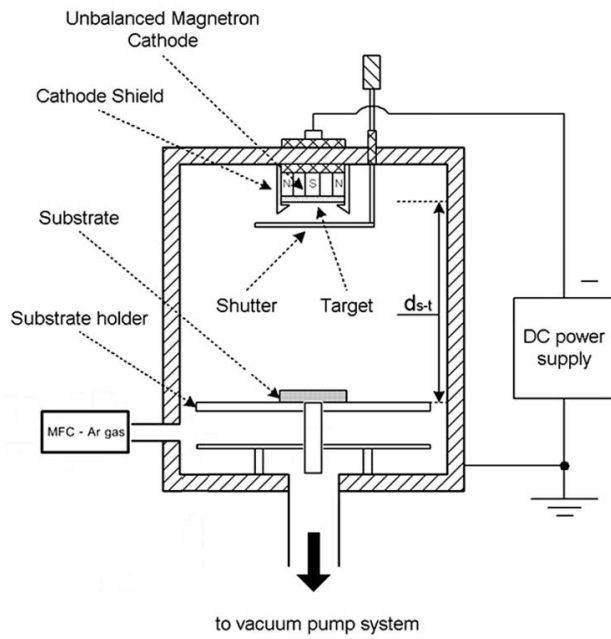 Unbalanced Magnetron
Cathode
Cathode Shield
N
S
N
Substrate
Shutter
Target
ds-t
Substrate holder
DC power
supply
MFC - Ar gas
to vacuum pump system